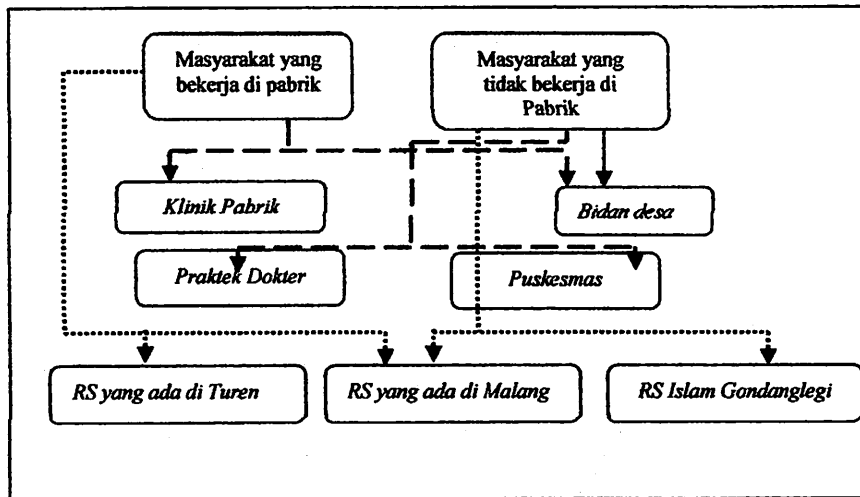 Masyarakat yang
bekerja di pabrik
Masyarakat yang
tidak bekerja di
Pabrik
Klinik Pabrik
Bidan desa
Praktek Dokter
Puskesmas
RS yang ada di Turen
RS yang ada di Malang
RS Islam Gondanglegi